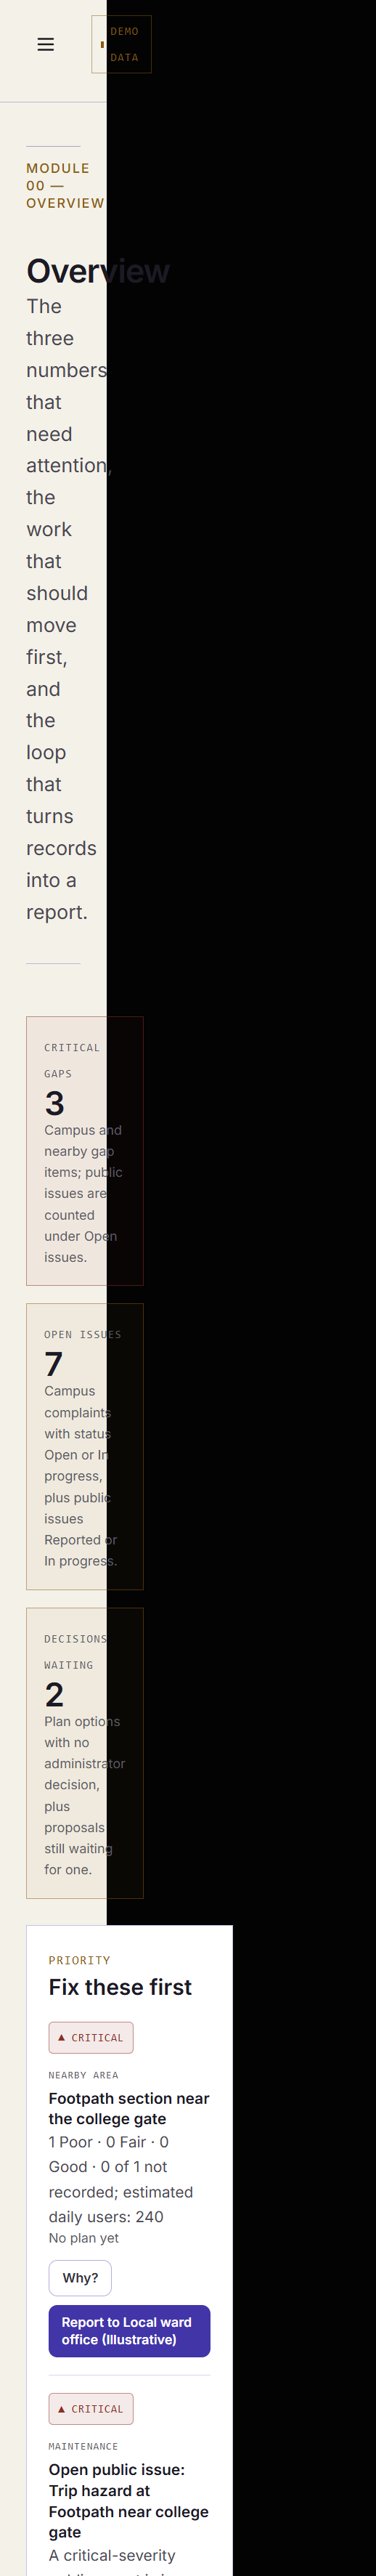 DEMO
DATA
MODULE
00 —
OVERVIEW
Overview
The
three
numbers
that
need
attention,
the
work
that
should
move
first,
and
the
loop
that
turns
records
into a
report.
CRITICAL
GAPS
3
Campus and
nearby gap
items; public
issues are
counted
under Open
issues.
OPEN ISSUES
7
Campus
complaints
with status
Open or In
progress,
plus public
issues
Reported or
In progress.
DECISIONS
WAITING
2
Plan options
with no
administrator
decision,
plus
proposals
still waiting
for one.
PRIORITY
Fix these first
▲ CRITICAL
NEARBY AREA
Footpath section near
the college gate
1 Poor · 0 Fair · 0
Good · 0 of 1 not
recorded; estimated
daily users: 240
No plan yet
Why?
Report to Local ward
office (Illustrative)
▲ CRITICAL
MAINTENANCE
Open public issue:
Trip hazard at
Footpath near college
gate
A critical-severity